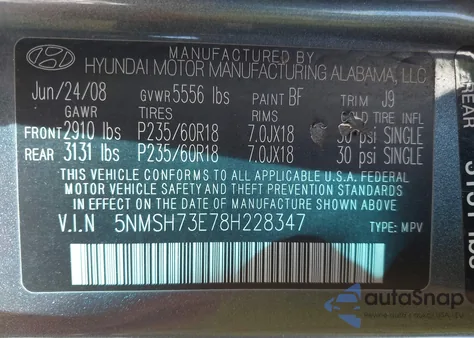 MANUFACTURED BY
HYUNDAI MOTOR MANUFACTURING ALABAMA, LLC
Jun/24/08 GVWR 5556 lbs PAINT BF TRIM J9
GAWR TIRES RIMS COLD TIRE INFL
FRONT 2910 lbs P235/60R18 7.0JX18 30 psi SINGLE
REAR 3131 lbs P235/60R18 7.0JX18 30 psi SINGLE
THIS VEHICLE CONFORMS TO ALL APPLICABLE U.S.A. FEDERAL
MOTOR VEHICLE SAFETY AND THEFT PREVENTION STANDARDS
IN EFFECT ON THE DATE OF MANUFACTURE SHOWN ABOVE.
V.I.N 5NMSH73E78H228347 TYPE: MPV
REAR
autoSnap